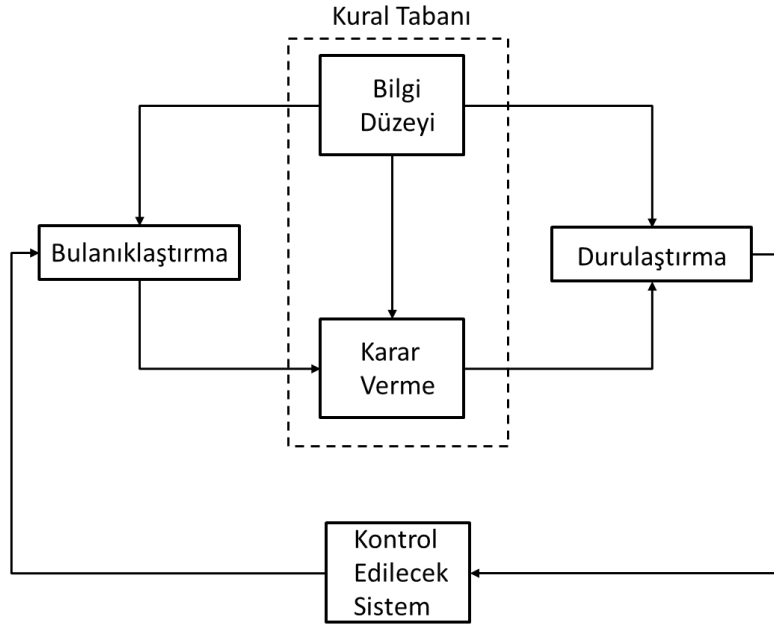 Kural Tabanı
Bilgi
Düzeyi
Bulanıklaştırma
Durulaştırma
Karar
Verme
Kontrol
Edilecek
Sistem